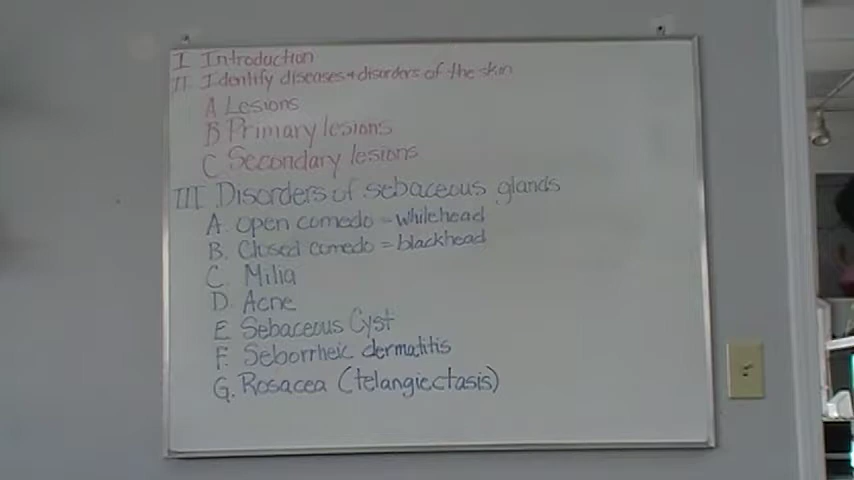 I Introduction
II Identify diseases + disorders of the skin
A Lesions
B Primary lesions
C Secondary lesions
III Disorders of sebaceous glands
A. Open comedo = whitehead
B. Closed comedo = blackhead
C. Milia
D. Acne
E. Sebaceous Cyst
F. Seborrheic dermatitis
G. Rosacea (telangiectasis)